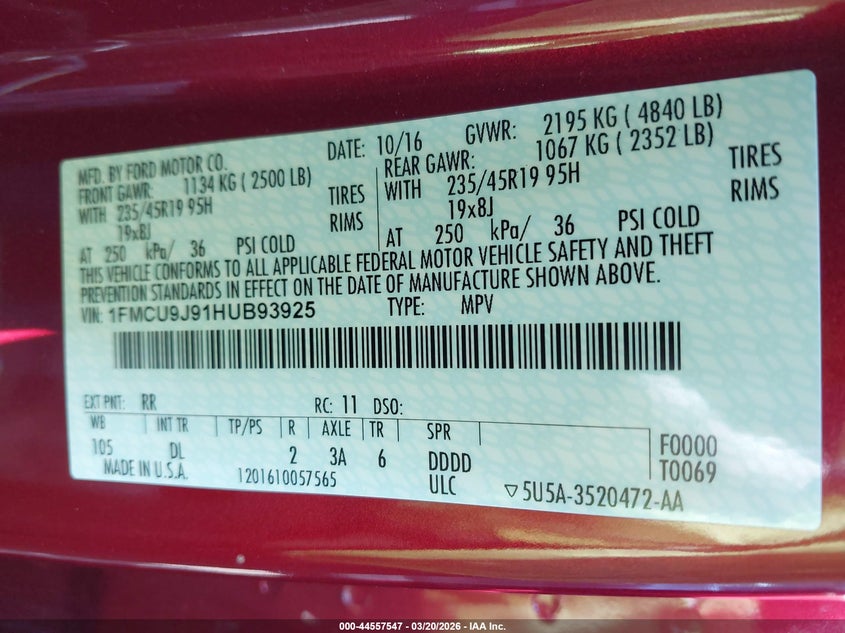 MFD. BY FORD MOTOR CO.
DATE: 10/16 GVWR: 2195 KG ( 4840 LB)
FRONT GAWR: 1134 KG ( 2500 LB)
WITH 235/45R19 95H TIRES
19x8J RIMS
AT 250 kPa/ 36 PSI COLD
REAR GAWR: 1067 KG ( 2352 LB)
WITH 235/45R19 95H TIRES
19x8J RIMS
AT 250 kPa/ 36 PSI COLD
THIS VEHICLE CONFORMS TO ALL APPLICABLE FEDERAL MOTOR VEHICLE SAFETY AND THEFT
PREVENTION STANDARDS IN EFFECT ON THE DATE OF MANUFACTURE SHOWN ABOVE.
VIN: 1FMCU9J91HUB93925 TYPE: MPV
EXT PNT: RR RC: 11 DSO:
WB INT TR TP/PS R AXLE TR SPR
105 DL 2 3A 6 DDDD
F0000
T0069
MADE IN U.S.A. 1201610057565 ULC ▽5U5A-3520472-AA
000-44557547 - 03/20/2026 - IAA Inc.